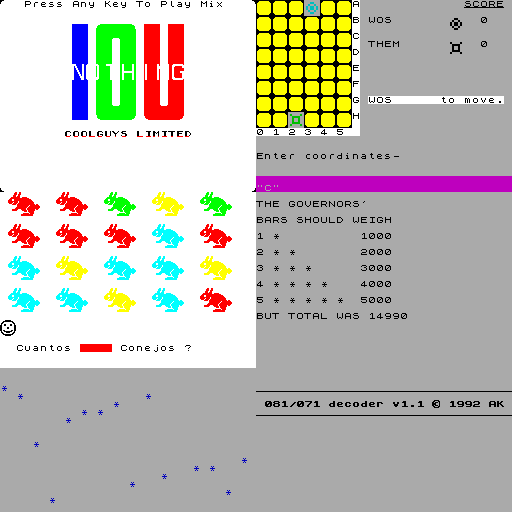 Press Any Key To Play Mix
IOU
NOTHING
COOLGUYS LIMITED
A
B
C
D
E
F
G
H
0 1 2 3 4 5
SCORE
WOS 0
THEM 0
WOS to move.
Enter coordinates-
"C"
THE GOVERNORS'
BARS SHOULD WEIGH
1 * 1000
2 * * 2000
3 * * * 3000
4 * * * * 4000
5 * * * * * 5000
BUT TOTAL WAS 14990
Cuantos Conejos ?
081/071 decoder v1.1 © 1992 AK